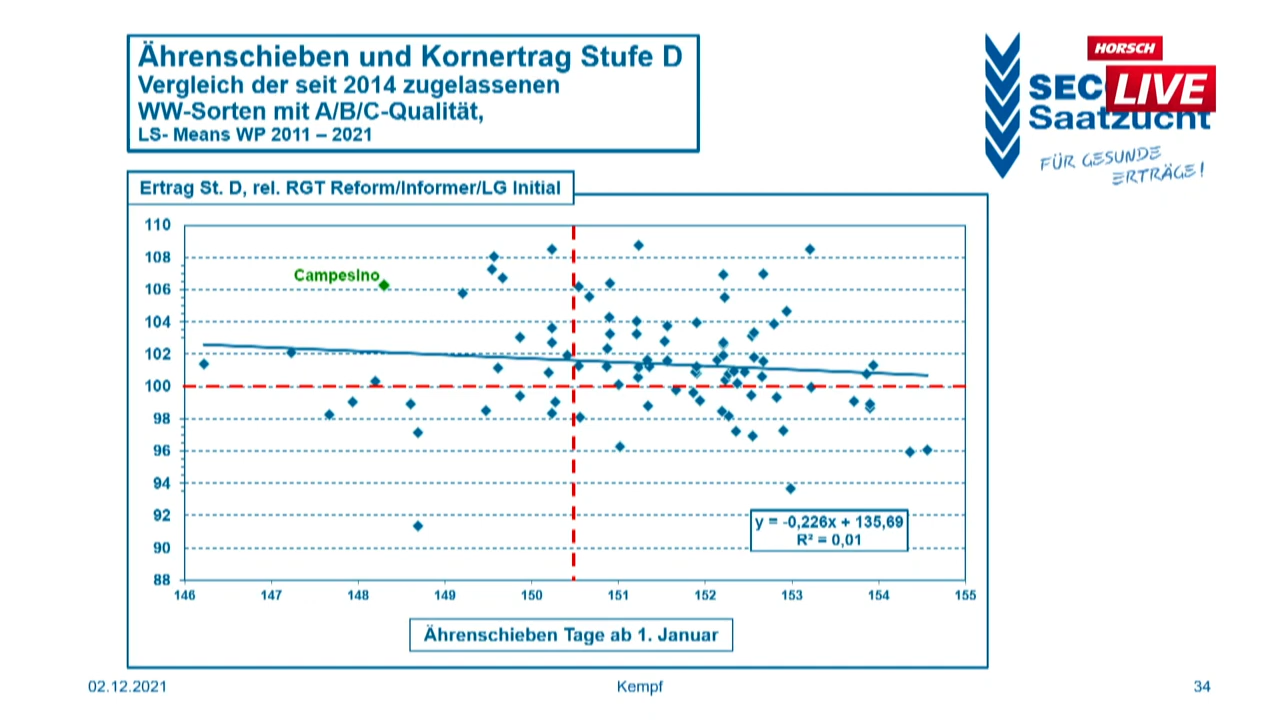 Ährenschieben und Kornertrag Stufe D
Vergleich der seit 2014 zugelassenen
WW-Sorten mit A/B/C-Qualität,
LS- Means WP 2011 – 2021
HORSCH
LIVE
SEC
Saatzucht
FÜR GESUNDE
ERTRÄGE!
Ertrag St. D, rel. RGT Reform/Informer/LG Initial
110
108
106
104
102
100
98
96
94
92
90
88
Campesino
y = -0,226x + 135,69
R² = 0,01
146 147 148 149 150 151 152 153 154 155
Ährenschieben Tage ab 1. Januar
02.12.2021 Kempf 34